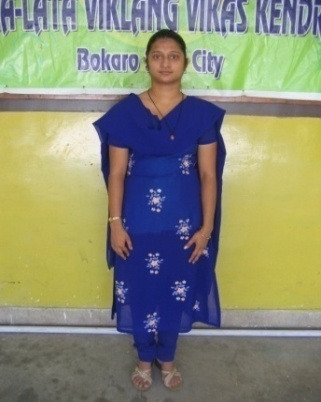 A-LATA VIKLANG VIKAS KENDR
Bokaro City